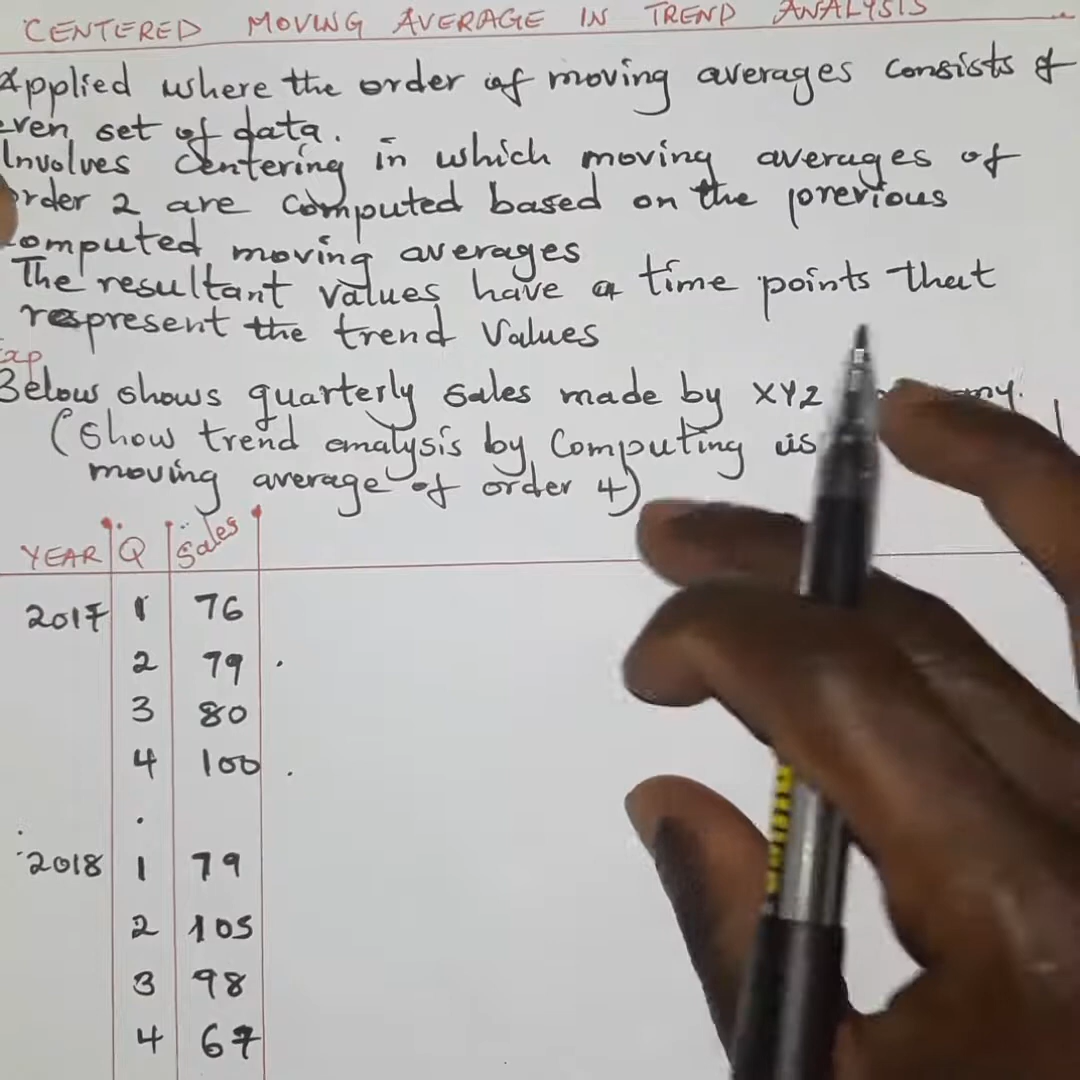 CENTERED MOVING AVERAGE IN TREND ANALYSIS
Applied where the order of moving averages consists of
even set of data.
Involves Centering in which moving averages of
order 2 are computed based on the previous
computed moving averages
The resultant values have a time points that
represent the trend Values
Below shows quarterly sales made by XYZ
(Show trend analysis by Computing
moving average of order 4)
YEAR Q Sales
2017 1 76
2 79
3 80
4 100
2018 1 79
2 105
3 98
4 67